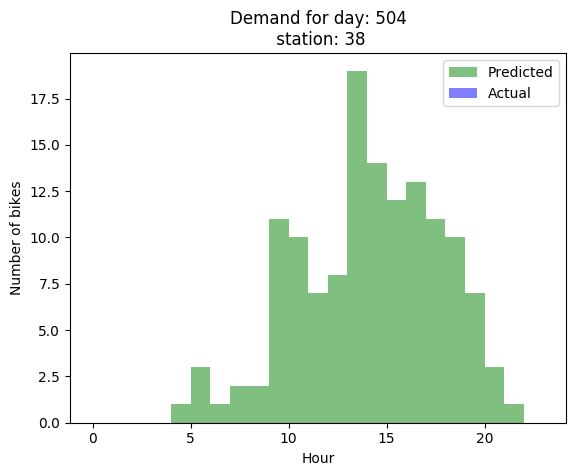 Demand for day: 504
station: 38
Predicted
Actual
Number of bikes
17.5
15.0
12.5
10.0
7.5
5.0
2.5
0.0
0
5
10
15
20
Hour